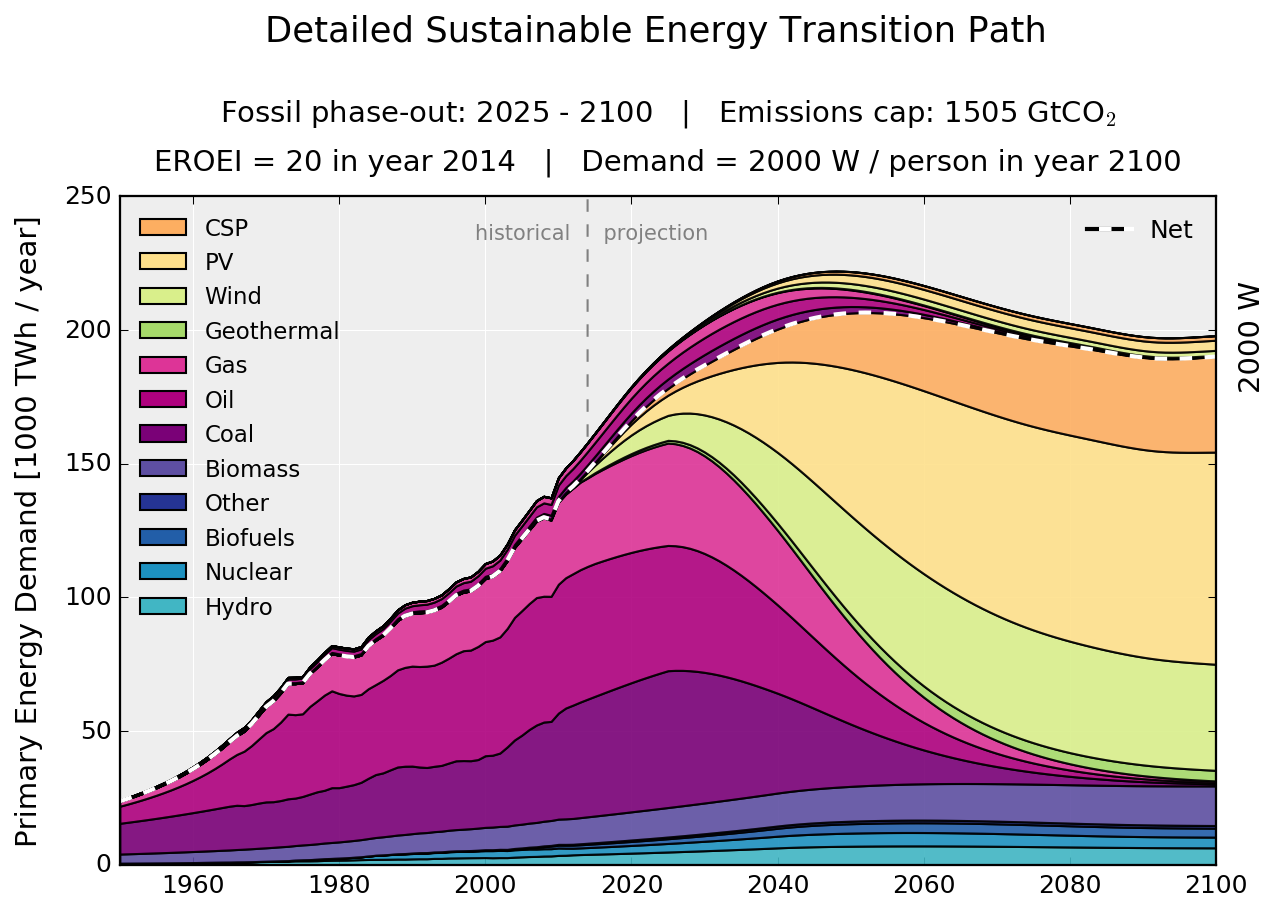 Detailed Sustainable Energy Transition Path
Fossil phase-out: 2025 - 2100 | Emissions cap: 1505 GtCO₂
EROEI = 20 in year 2014 | Demand = 2000 W / person in year 2100
Primary Energy Demand [1000 TWh / year]
250
200
150
100
50
0
CSP
PV
Wind
Geothermal
Gas
Oil
Coal
Biomass
Other
Biofuels
Nuclear
Hydro
historical
projection
Net
2000 W
1960
1980
2000
2020
2040
2060
2080
2100